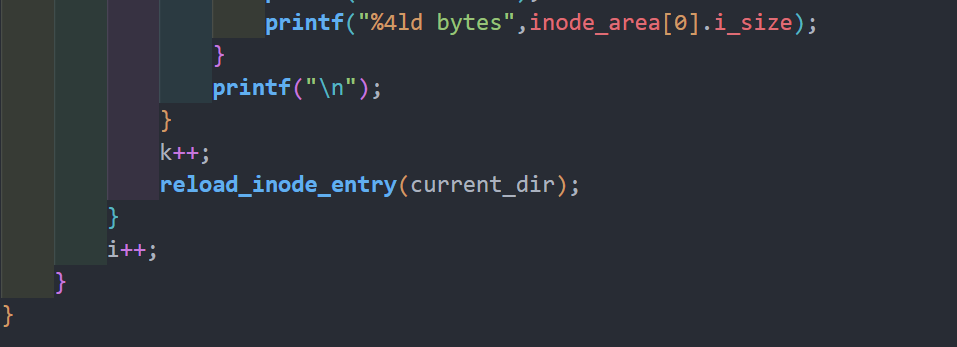 printf("%4ld bytes",inode_area[0].i_size);
}
printf("\n");
}
k++;
reload_inode_entry(current_dir);
}
i++;
}
}